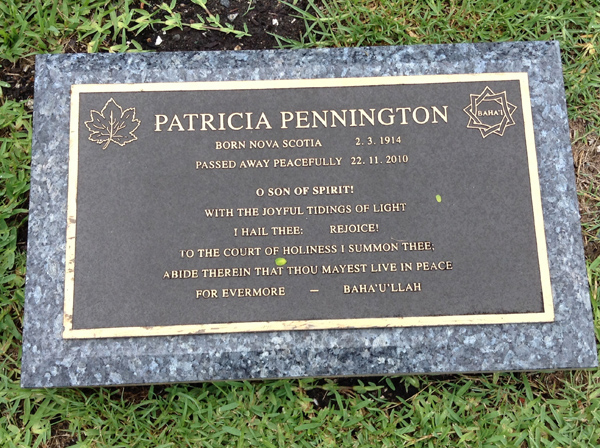 PATRICIA PENNINGTON
BAHA'I
BORN NOVA SCOTIA 2. 3. 1914
PASSED AWAY PEACEFULLY 22. 11. 2010
O SON OF SPIRIT!
WITH THE JOYFUL TIDINGS OF LIGHT
I HAIL THEE: REJOICE!
TO THE COURT OF HOLINESS I SUMMON THEE;
ABIDE THEREIN THAT THOU MAYEST LIVE IN PEACE
FOR EVERMORE — BAHA'U'LLAH